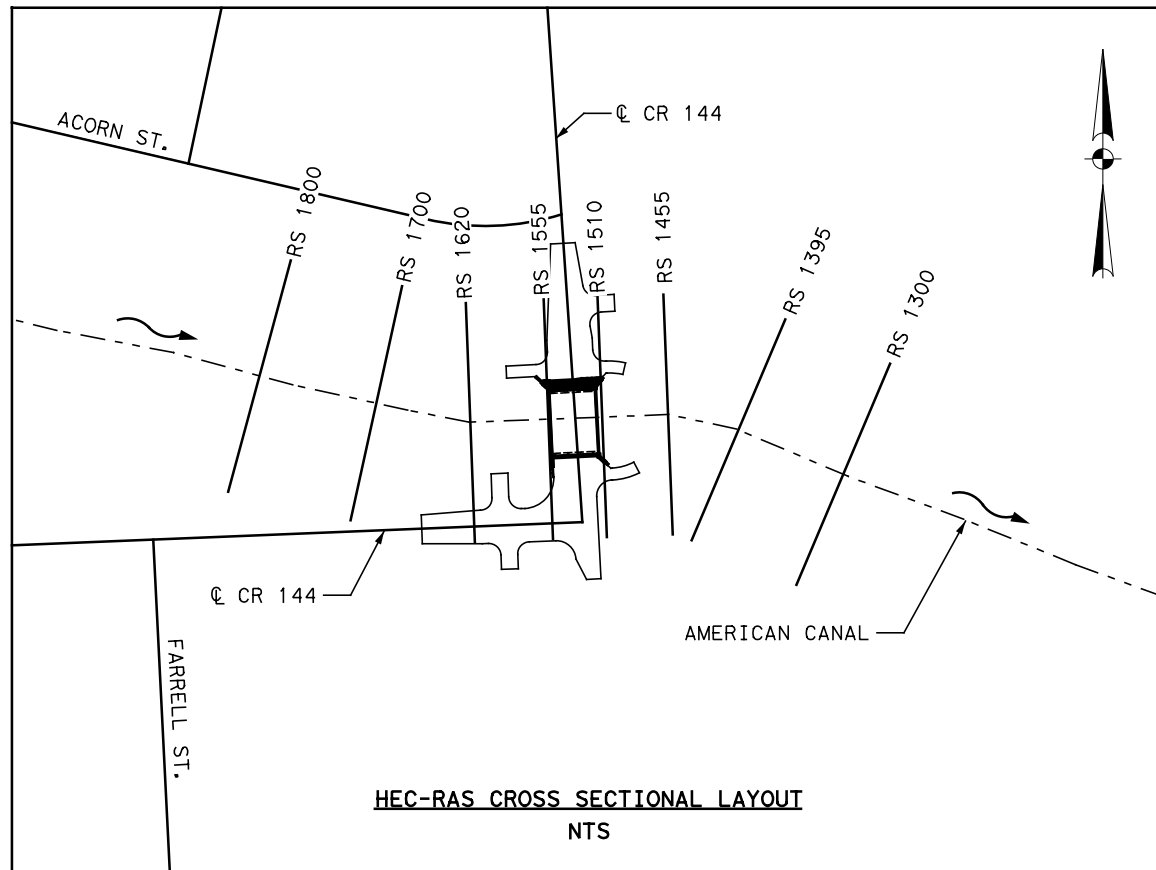 ACORN ST.
℄ CR 144
RS 1800
RS 1700
RS 1620
RS 1555
RS 1510
RS 1455
RS 1395
RS 1300
℄ CR 144
AMERICAN CANAL
FARRELL ST.
HEC-RAS CROSS SECTIONAL LAYOUT
NTS